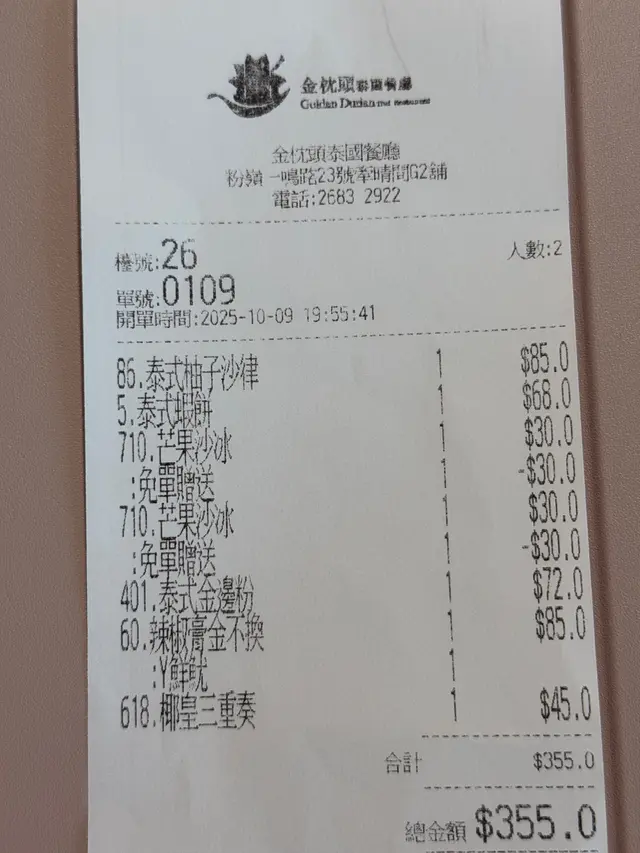 金枕頭泰國餐廳
Golden Durian Thai Restaurant
金枕頭泰國餐廳
粉嶺一鳴路23號牽晴間G2舖
電話:2683 2922
檯號:26 人數:2
單號:0109
開單時間:2025-10-09 19:55:41
86.泰式柚子沙律 1 $85.0
5.泰式蝦餅 1 $68.0
710.芒果沙冰 1 $30.0
:免單贈送 1 -$30.0
710.芒果沙冰 1 $30.0
:免單贈送 1 -$30.0
401.泰式金邊粉 1 $72.0
60.辣椒膏金不換 1 $85.0
:Y鮮魷 1
618.椰皇三重奏 1 $45.0
合計 $355.0
總金額 $355.0